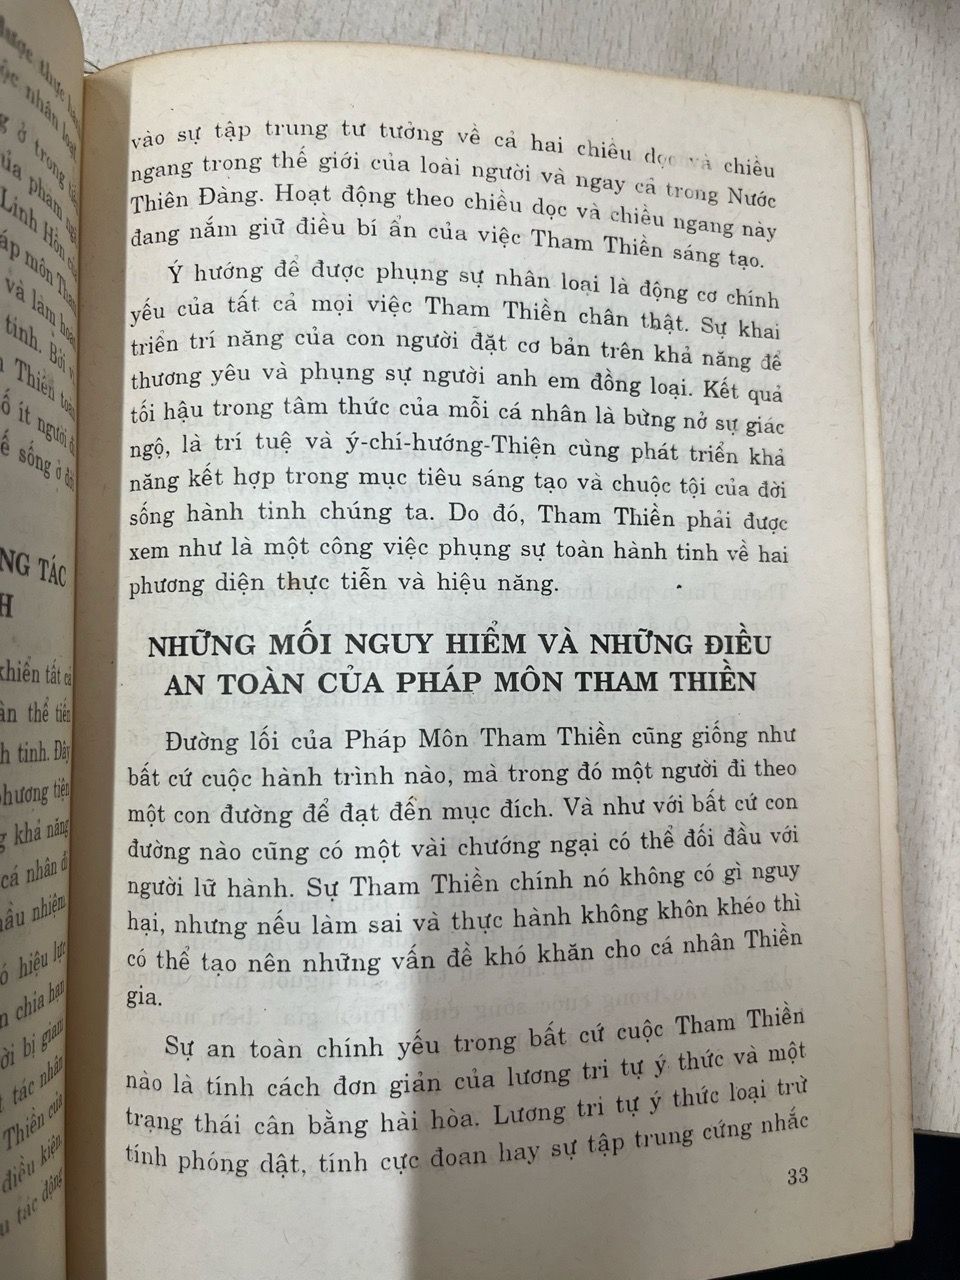 vào sự tập trung tư tưởng về cả hai chiều dọc và chiều
ngang trong thế giới của loài người và ngay cả trong Nước
Thiên Đàng. Hoạt động theo chiều dọc và chiều ngang này
đang nắm giữ điều bí ẩn của việc Tham Thiền sáng tạo.
Ý hướng để được phụng sự nhân loại là động cơ chính
yếu của tất cả mọi việc Tham Thiền chân thật. Sự khai
triển trí năng của con người đặt cơ bản trên khả năng để
thương yêu và phụng sự người anh em đồng loại. Kết quả
tối hậu trong tâm thức của mỗi cá nhân là bừng nở sự giác
ngộ, là trí tuệ và ý-chí-hướng-Thiện cùng phát triển khả
năng kết hợp trong mục tiêu sáng tạo và chuộc tội của đời
sống hành tinh chúng ta. Do đó, Tham Thiền phải được
xem như là một công việc phụng sự toàn hành tinh về hai
phương diện thực tiễn và hiệu năng.
NHỮNG MỐI NGUY HIỂM VÀ NHỮNG ĐIỀU
AN TOÀN CỦA PHÁP MÔN THAM THIỀN
Đường lối của Pháp Môn Tham Thiền cũng giống như
bất cứ cuộc hành trình nào, mà trong đó một người đi theo
một con đường để đạt đến mục đích. Và như với bất cứ con
đường nào cũng có một vài chướng ngại có thể đối đầu với
người lữ hành. Sự Tham Thiền chính nó không có gì nguy
hại, nhưng nếu làm sai và thực hành không khôn khéo thì
có thể tạo nên những vấn đề khó khăn cho cá nhân Thiền
gia.
Sự an toàn chính yếu trong bất cứ cuộc Tham Thiền
nào là tính cách đơn giản của lương tri tự ý thức và một
trạng thái cân bằng hài hòa. Lương tri tự ý thức loại trừ
tính phóng dật, tính cực đoan hay sự tập trung cứng nhắc
33